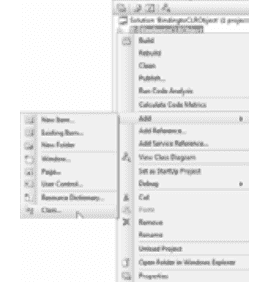 Solution 'BindingtoCLRObject' (1 project
Build
Rebuild
Clean
Publish...
Run Code Analysis
Calculate Code Metrics
Add
Add Reference...
Add Service Reference...
View Class Diagram
Set as StartUp Project
Debug
Cut
Paste
Remove
Rename
Unload Project
Open Folder in Windows Explorer
Properties
New Item...
Existing Item...
New Folder
Window...
Page...
User Control...
Resource Dictionary...
Class...